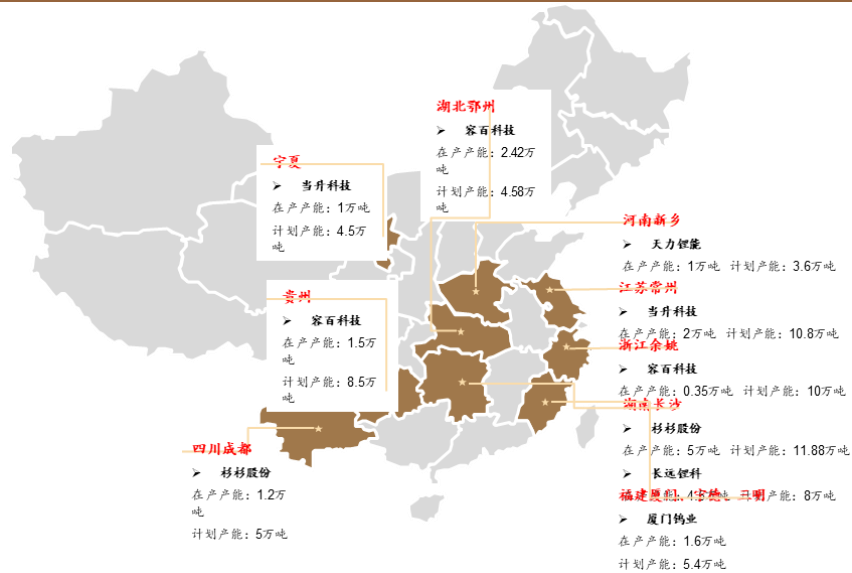 湖北鄂州
➢ 容百科技
在产产能：2.42万
吨
计划产能：4.58万
吨
宁夏
➢ 当升科技
在产产能：1万吨
计划产能：4.5万
吨
贵州
➢ 容百科技
在产产能：1.5万
吨
计划产能：8.5万
吨
四川成都
➢ 杉杉股份
在产产能：1.2万
吨
计划产能：5万吨
河南新乡
➢ 天力锂能
在产产能：1万吨 计划产能：3.6万吨
江苏常州
➢ 当升科技
在产产能：2万吨 计划产能：10.8万吨
浙江余姚
➢ 容百科技
在产产能：0.35万吨 计划产能：10万吨
湖南长沙
➢ 杉杉股份
在产产能：5万吨 计划产能：11.88万吨
➢ 长远锂科
产能：8万吨
福建厦门、宁德 三明
➢ 厦门钨业
在产产能：1.6万吨
计划产能：5.4万吨